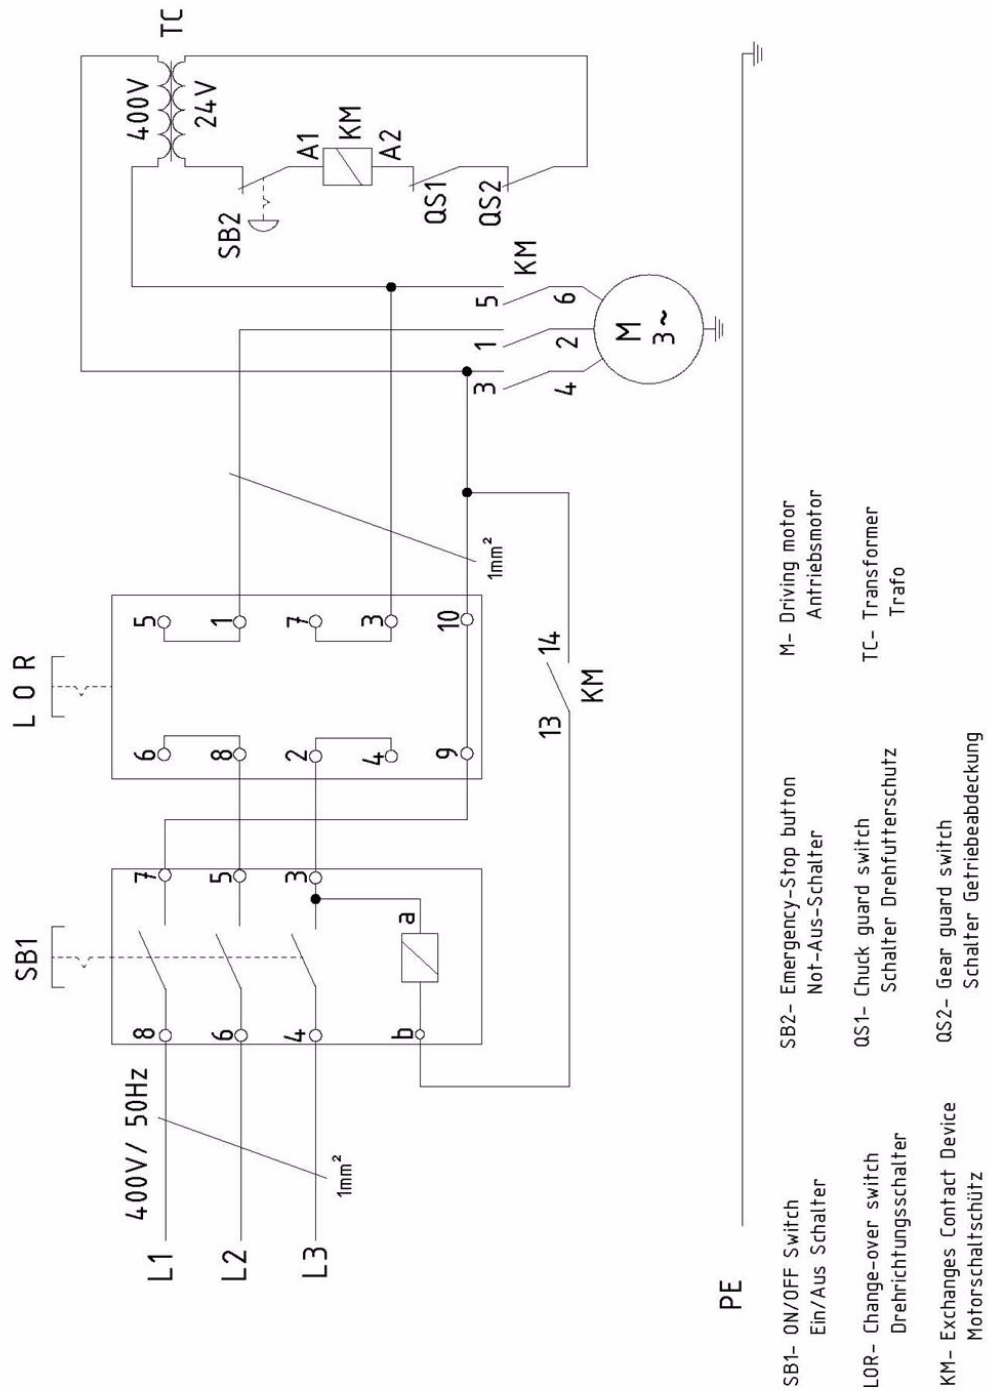 TC
400V
24V
SB2
A1
KM
A2
QS1
QS2
KM
5
6
1
2
3
4
M
3~
1mm²
L O R
5
1
7
3
10
6
8
2
4
9
14
13
KM
SB1
7
5
3
a
8
6
4
b
400V/ 50Hz
1mm²
L1
L2
L3
PE
SB1- ON/OFF Switch
Ein/Aus Schalter
LOR- Change-over switch
Drehrichtungsschalter
KM- Exchanges Contact Device
Motorschaltschütz
SB2- Emergency-Stop button
Not-Aus-Schalter
QS1- Chuck guard switch
Schalter Drehfutterschutz
QS2- Gear guard switch
Schalter Getriebeabdeckung
M- Driving motor
Antriebsmotor
TC- Transformer
Trafo